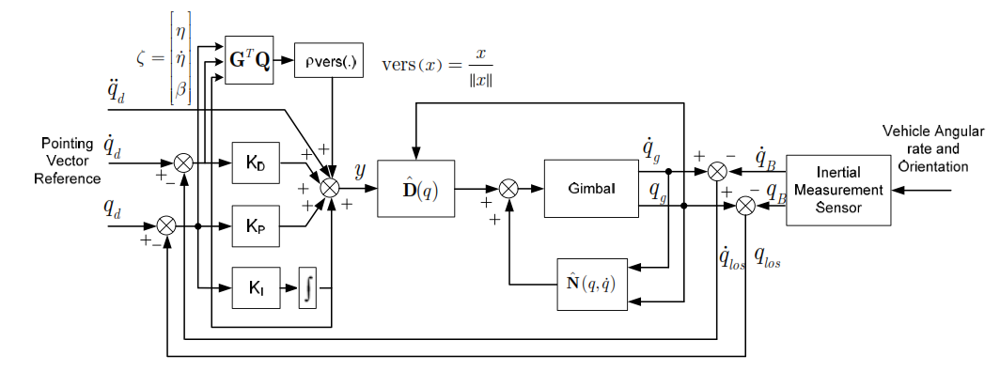 ζ = [η η̇ β]
G^T Q
ρvers(.)
vers(x) = x / ‖x‖
q̈_d
Pointing
Vector
Reference
q̇_d
q_d
+
−
+
−
K_D
K_P
K_I
∫
+
+
+
+
+
y
D̂(q)
+
+
Gimbal
N̂(q, q̇)
q̇_g
q_g
+
−
+
−
q̇_B
q_B
q̇_los
q_los
Inertial
Measurement
Sensor
Vehicle Angular
rate and
Orientation